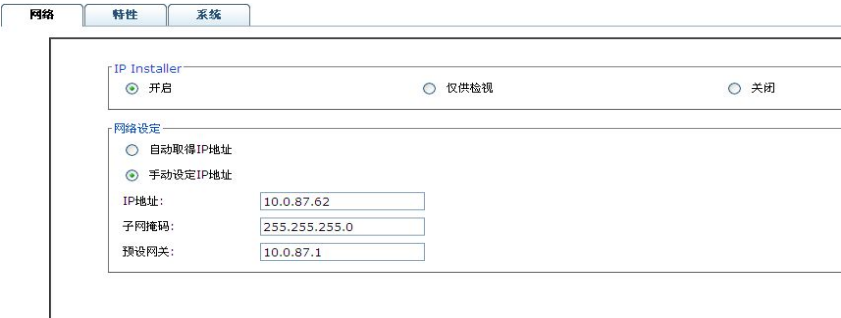 网络 特性 系统
IP Installer
开启 仅供检视 关闭
网络设定
自动取得IP地址
手动设定IP地址
IP地址: 10.0.87.62
子网掩码: 255.255.255.0
预设网关: 10.0.87.1